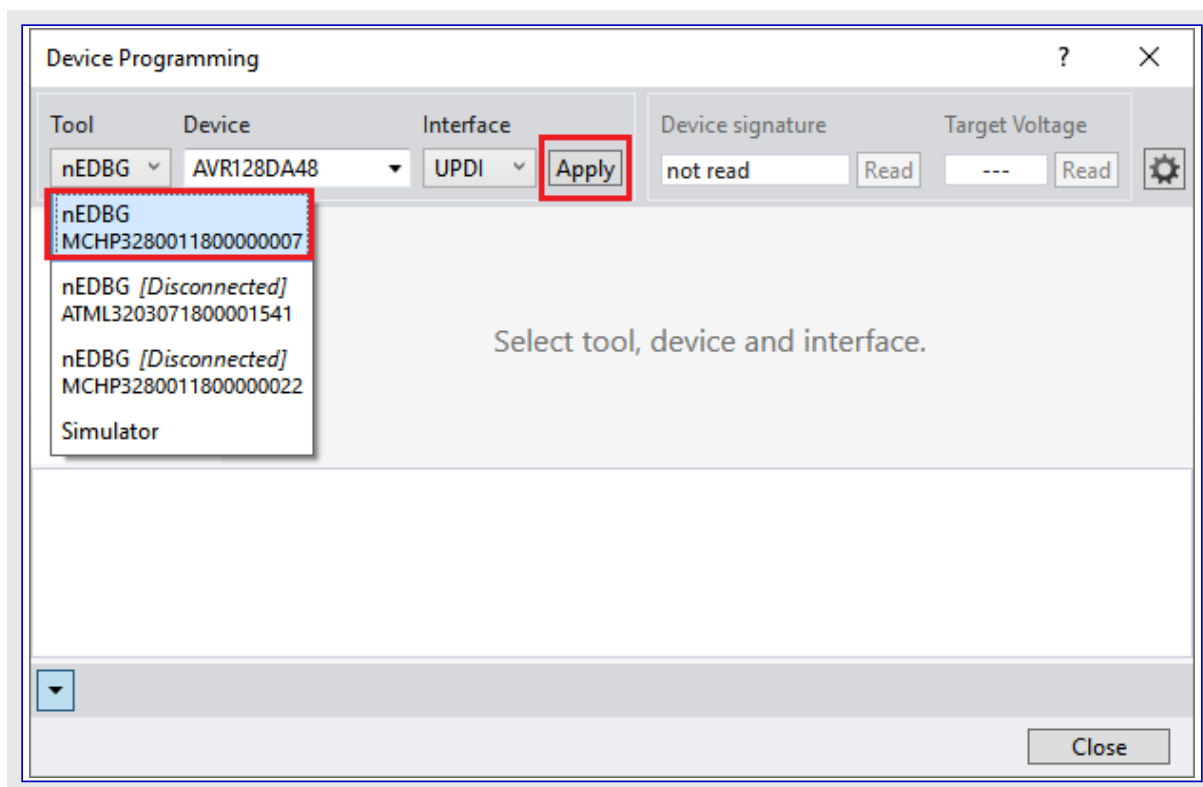 Device Programming
?
Tool Device Interface Device signature Target Voltage
nEDBG AVR128DA48 UPDI Apply not read Read --- Read
nEDBG
MCHP3280011800000007
nEDBG [Disconnected]
ATML3203071800001541
Select tool, device and interface.
nEDBG [Disconnected]
MCHP3280011800000022
Simulator
Close